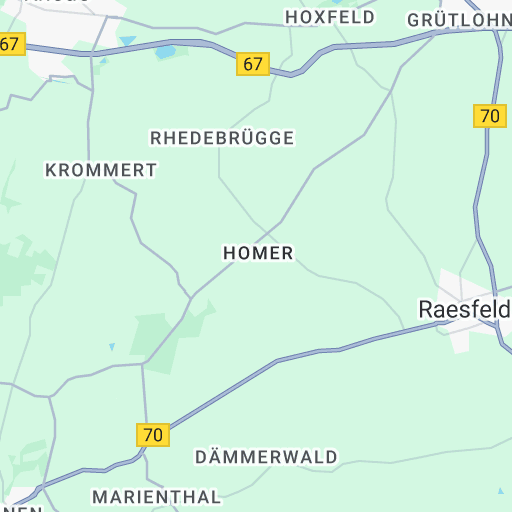 HOXFELD
GRÜTLOHN
67
67
70
RHEDEBRÜGGE
KROMMERT
HOMER
Raesfeld
70
DÄMMERWALD
MARIENTHAL